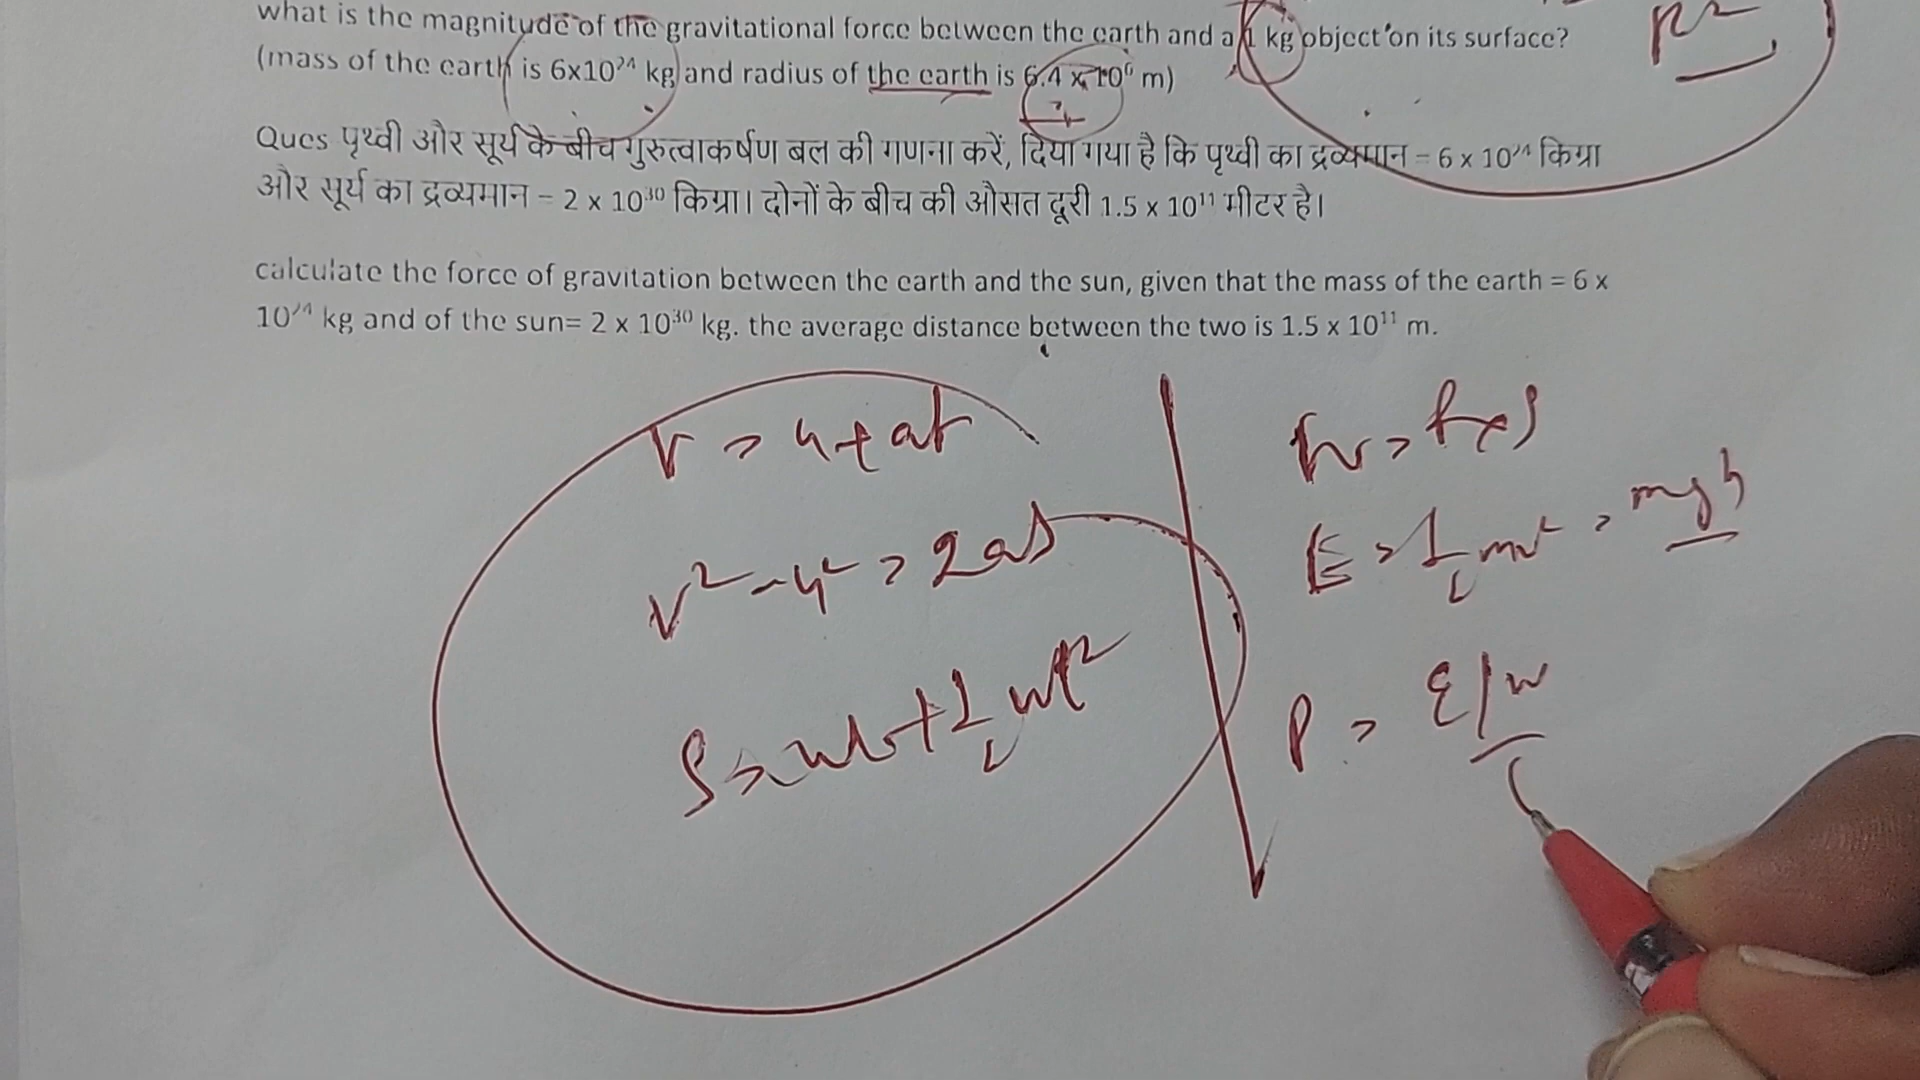 what is the magnitude of the gravitational force between the earth and a 1 kg object on its surface?
(mass of the earth is 6x10²⁴ kg and radius of the earth is 6.4 x 10⁶ m)
Ques पृथ्वी और सूर्य के बीच गुरुत्वाकर्षण बल की गणना करें, दिया गया है कि पृथ्वी का द्रव्यमान – 6 x 10²⁴ किग्रा
और सूर्य का द्रव्यमान – 2 x 10³⁰ किग्रा। दोनों के बीच की औसत दूरी 1.5 x 10¹¹ मीटर है।
calculate the force of gravitation between the earth and the sun, given that the mass of the earth = 6 x
10²⁴ kg and of the sun= 2 x 10³⁰ kg. the average distance between the two is 1.5 x 10¹¹ m.
v = u + at
v² - u² = 2as
s = ut + 1/2 at²
w = f x s
E = 1/2 mv² = mgh
P = E/w